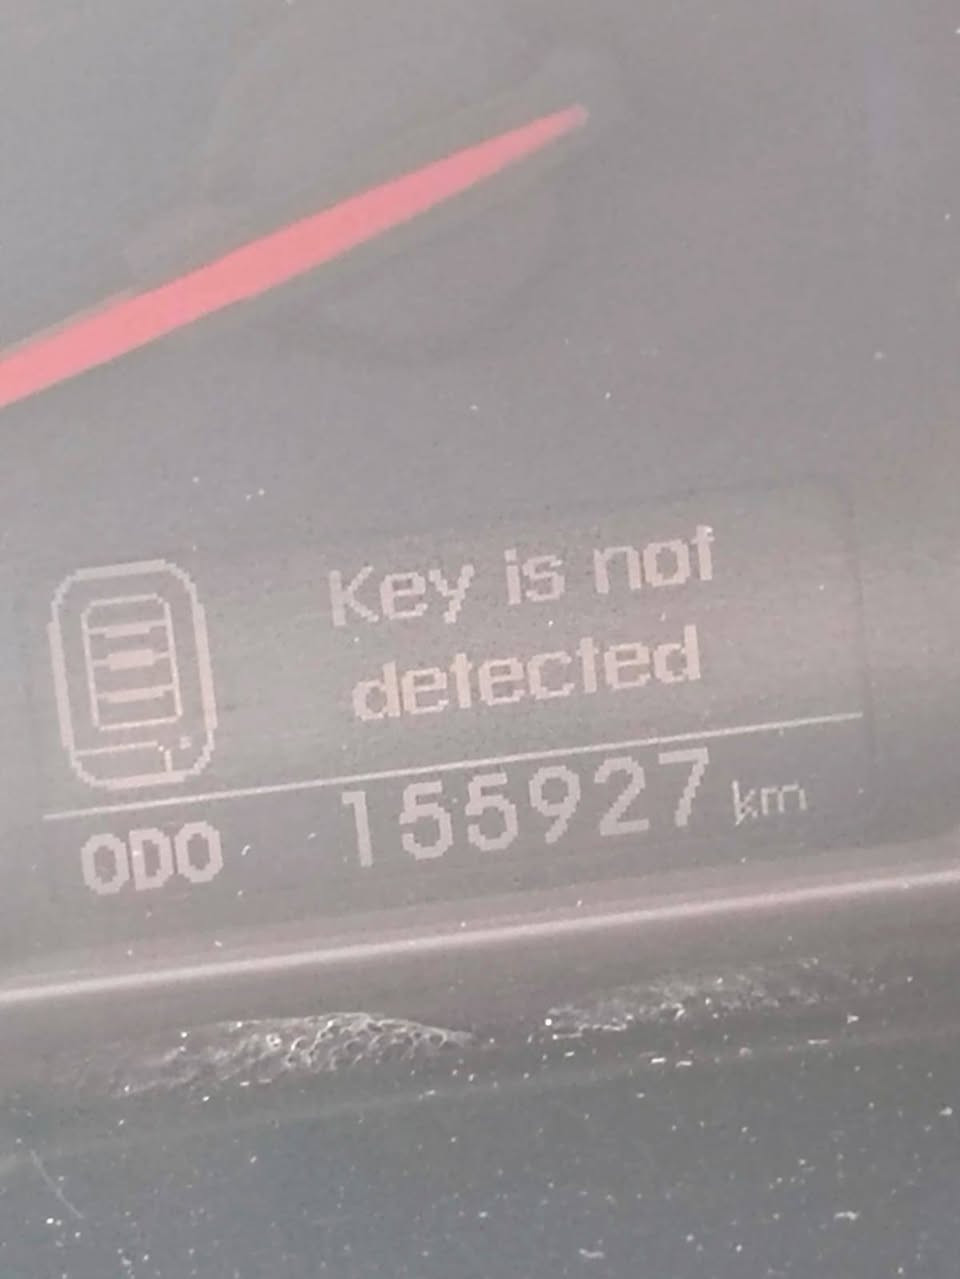 Key is not
detected
ODO 155927 km